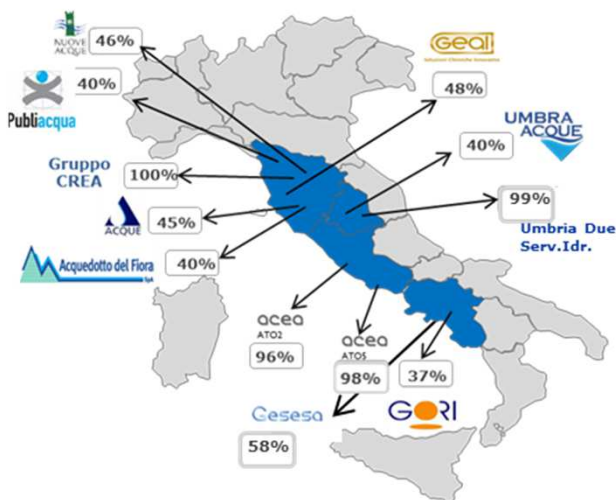 NUOVE
ACQUE
46%
Geal
48%
40%
Publiacqua
UMBRA
ACQUE
40%
Gruppo
CREA
100%
99%
Umbria Due
Serv.Idr.
ACQUE
45%
Acquedotto del Fiora
40%
acea
ATO2
96%
acea
ATO5
98%
37%
Gesesa
GORI
58%